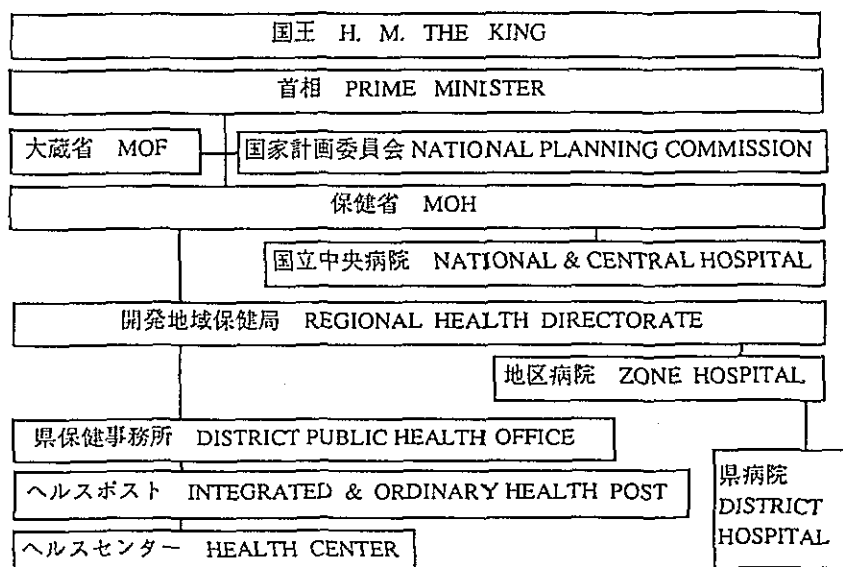 国王 H. M. THE KING
首相 PRIME MINISTER
大蔵省 MOF
国家計画委員会 NATIONAL PLANNING COMMISSION
保健省 MOH
国立中央病院 NATIONAL & CENTRAL HOSPITAL
開発地域保健局 REGIONAL HEALTH DIRECTORATE
地区病院 ZONE HOSPITAL
県保健事務所 DISTRICT PUBLIC HEALTH OFFICE
ヘルスポスト INTEGRATED & ORDINARY HEALTH POST
ヘルスセンター HEALTH CENTER
県病院
DISTRICT
HOSPITAL